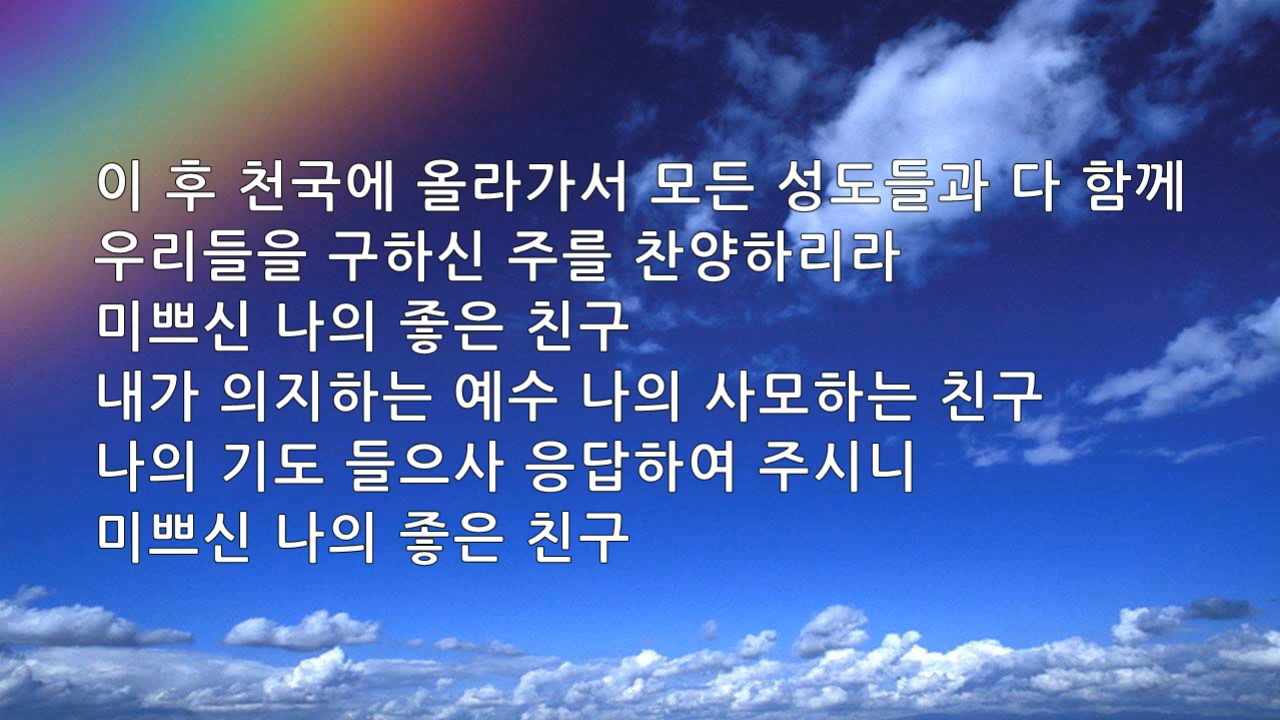 이 후 천국에 올라가서 모든 성도들과 다 함께
우리들을 구하신 주를 찬양하리라
미쁘신 나의 좋은 친구
내가 의지하는 예수 나의 사모하는 친구
나의 기도 들으사 응답하여 주시니
미쁘신 나의 좋은 친구